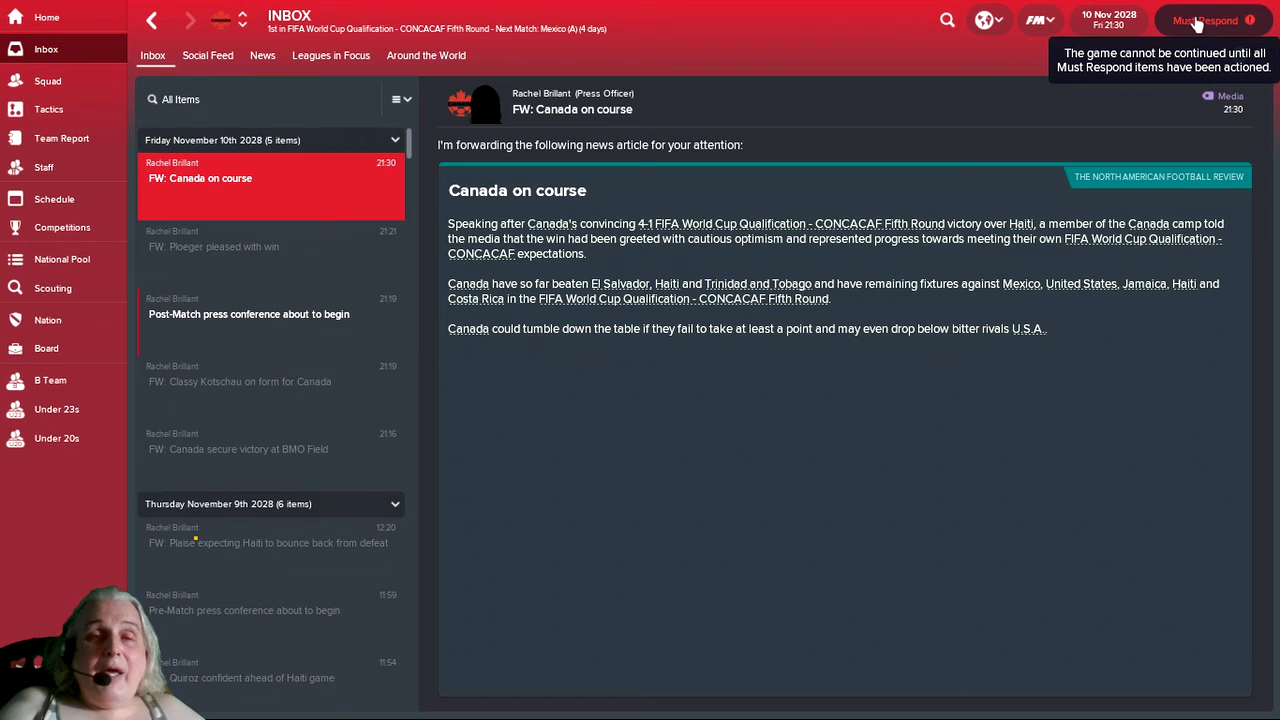 Home
Inbox
Squad
Tactics
Team Report
Staff
Schedule
Competitions
National Pool
Scouting
Nation
Board
B Team
Under 23s
Under 20s
INBOX
1st in FIFA World Cup Qualification - CONCACAF Fifth Round - Next Match: Mexico (A) (4 days)
FM
10 Nov 2028
Fri 21:30
Must Respond
The game cannot be continued until all
Must Respond items have been actioned.
Inbox
Social Feed
News
Leagues in Focus
Around the World
All Items
Friday November 10th 2028 (5 items)
Rachel Brillant 21:30
FW: Canada on course
Rachel Brillant 21:21
FW: Ploeger pleased with win
Rachel Brillant 21:19
Post-Match press conference about to begin
Rachel Brillant 21:19
FW: Classy Kotschau on form for Canada
Rachel Brillant 21:16
FW: Canada secure victory at BMO Field
Thursday November 9th 2028 (6 items)
Rachel Brillant 12:20
FW: Plaise expecting Haiti to bounce back from defeat
Rachel Brillant 11:59
Pre-Match press conference about to begin
Rachel Brillant 11:54
Quiroz confident ahead of Haiti game
Rachel Brillant (Press Officer)
FW: Canada on course
Media
21:30
I'm forwarding the following news article for your attention:
THE NORTH AMERICAN FOOTBALL REVIEW
Canada on course
Speaking after Canada's convincing 4-1 FIFA World Cup Qualification - CONCACAF Fifth Round victory over Haiti, a member of the Canada camp told
the media that the win had been greeted with cautious optimism and represented progress towards meeting their own FIFA World Cup Qualification -
CONCACAF expectations.
Canada have so far beaten El Salvador, Haiti and Trinidad and Tobago and have remaining fixtures against Mexico, United States, Jamaica, Haiti and
Costa Rica in the FIFA World Cup Qualification - CONCACAF Fifth Round.
Canada could tumble down the table if they fail to take at least a point and may even drop below bitter rivals U.S.A..